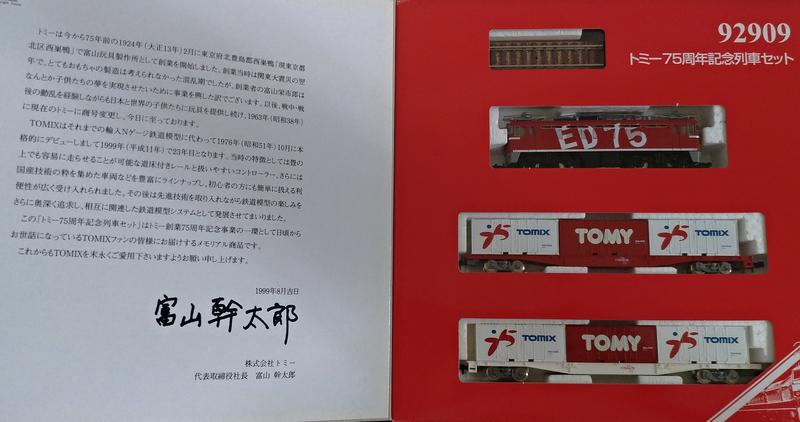 トミーは今から75年前の1924年(大正13年)2月に東京府北豊島郡西巣鴨「現東京都
北区西巣鴨」で富山玩具製作所として創業を開始しました。創業当時は関東大震災の翌
年で、とてもおもちゃの製造は考えられなかった混乱期でしたが、創業者の富山栄市郎は
なんとか子供たちの夢を実現させたいために事業を興した訳でございます。以後、戦中・戦
後の動乱を経験しながらも日本と世界の子供たちに玩具を提供し続け、1963年(昭和38年)
に現在のトミーに商号変更し、今日に至っております。
TOMIXはそれまでの輸入Nゲージ鉄道模型に代わって1976年(昭和51年)10月に本
格的にデビューしまして1999年(平成11年)で23年目となります。当時の特徴としては畳の
上でも容易に走らせることが可能な道床付きレールと扱いやすいコントローラー、さらには
国産技術の粋を集めた車両などを豊富にラインナップし、初心者の方にも簡単に扱える利
便性が広く受け入れられました。その後は先進技術を取り入れながら鉄道模型の楽しみを
さらに奥深く追求し、相互に関連した鉄道模型システムとして発展させてまいりました。
この「トミー75周年記念列車セット」はトミー創業75周年記念事業の一環として日頃から
お世話になっているTOMIXファンの皆様にお届けするメモリアル商品です。
これからもTOMIXを末永くご愛用下さいますようお願い申し上げます。
1999年8月吉日
富山幹太郎
株式会社トミー
代表取締役社長 富山 幹太郎
92909
トミー75周年記念列車セット
ED75
75 TOMIX TOMY 75 TOMIX
75 TOMIX TOMY 75 TOMIX